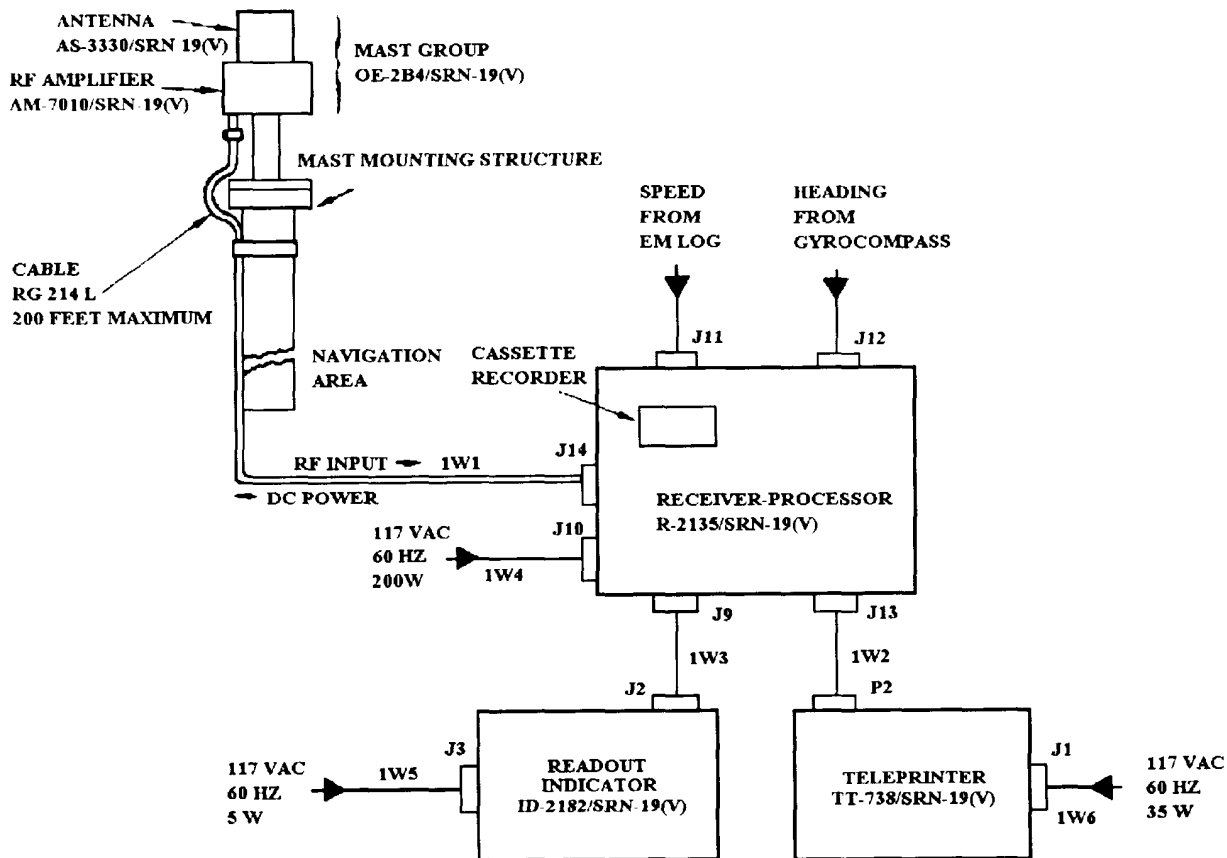 ANTENNA
AS-3330/SRN 19(V)
MAST GROUP
OE-2B4/SRN-19(V)
RF AMPLIFIER
AM-7010/SRN-19(V)
MAST MOUNTING STRUCTURE
CABLE
RG 214 L
200 FEET MAXIMUM
NAVIGATION
AREA
SPEED
FROM
EM LOG
HEADING
FROM
GYROCOMPASS
J11
J12
CASSETTE
RECORDER
J14
RF INPUT
1W1
DC POWER
RECEIVER-PROCESSOR
R-2135/SRN-19(V)
117 VAC
60 HZ
200W
J10
1W4
J9
J13
1W3
1W2
J2
P2
117 VAC
60 HZ
5 W
1W5
J3
READOUT
INDICATOR
ID-2182/SRN-19(V)
TELEPRINTER
TT-738/SRN-19(V)
J1
1W6
117 VAC
60 HZ
35 W